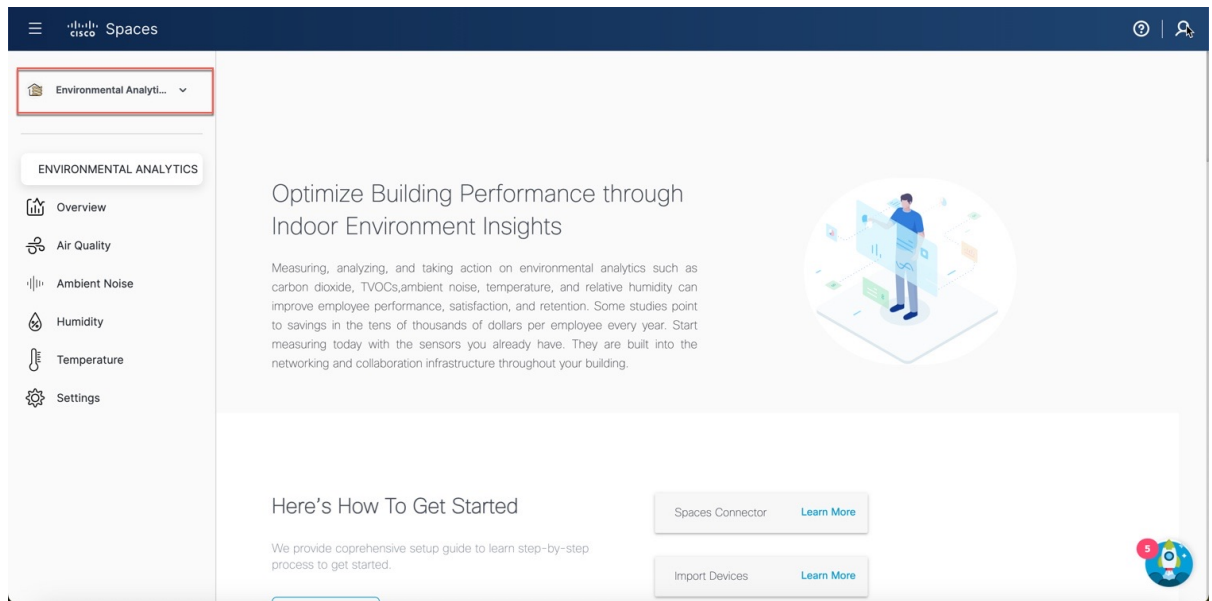 cisco Spaces
Environmental Analyti...
ENVIRONMENTAL ANALYTICS
Overview
Air Quality
Ambient Noise
Humidity
Temperature
Settings
Optimize Building Performance through
Indoor Environment Insights
Measuring, analyzing, and taking action on environmental analytics such as
carbon dioxide, TVOCs,ambient noise, temperature, and relative humidity can
improve employee performance, satisfaction, and retention. Some studies point
to savings in the tens of thousands of dollars per employee every year. Start
measuring today with the sensors you already have. They are built into the
networking and collaboration infrastructure throughout your building.
Here's How To Get Started
We provide coprehensive setup guide to learn step-by-step
process to get started.
Spaces Connector Learn More
Import Devices Learn More
5